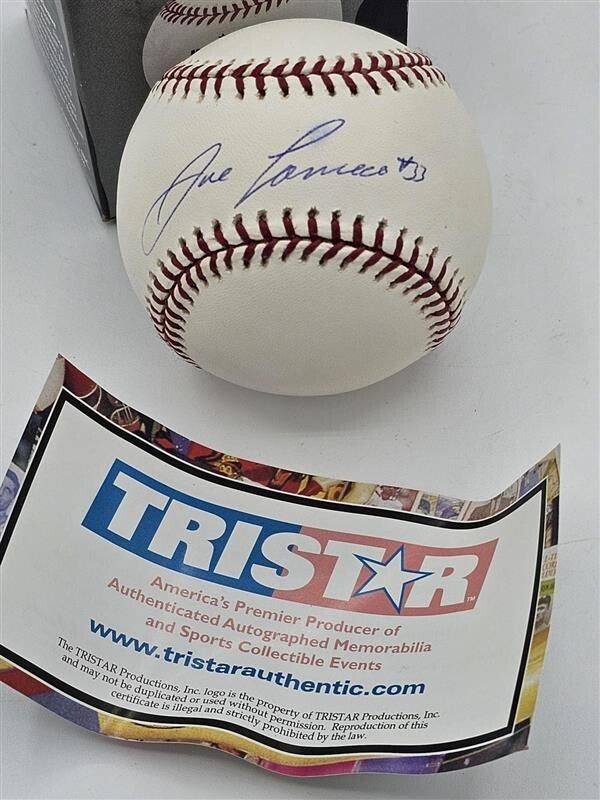 Jose Canseco #33
TRISTAR™
America's Premier Producer of
Authenticated Autographed Memorabilia
and Sports Collectible Events
www.tristarauthentic.com
The TRISTAR Productions, Inc. logo is the property of TRISTAR Productions, Inc.
and may not be duplicated or used without permission. Reproduction of this
certificate is illegal and strictly prohibited by the law.